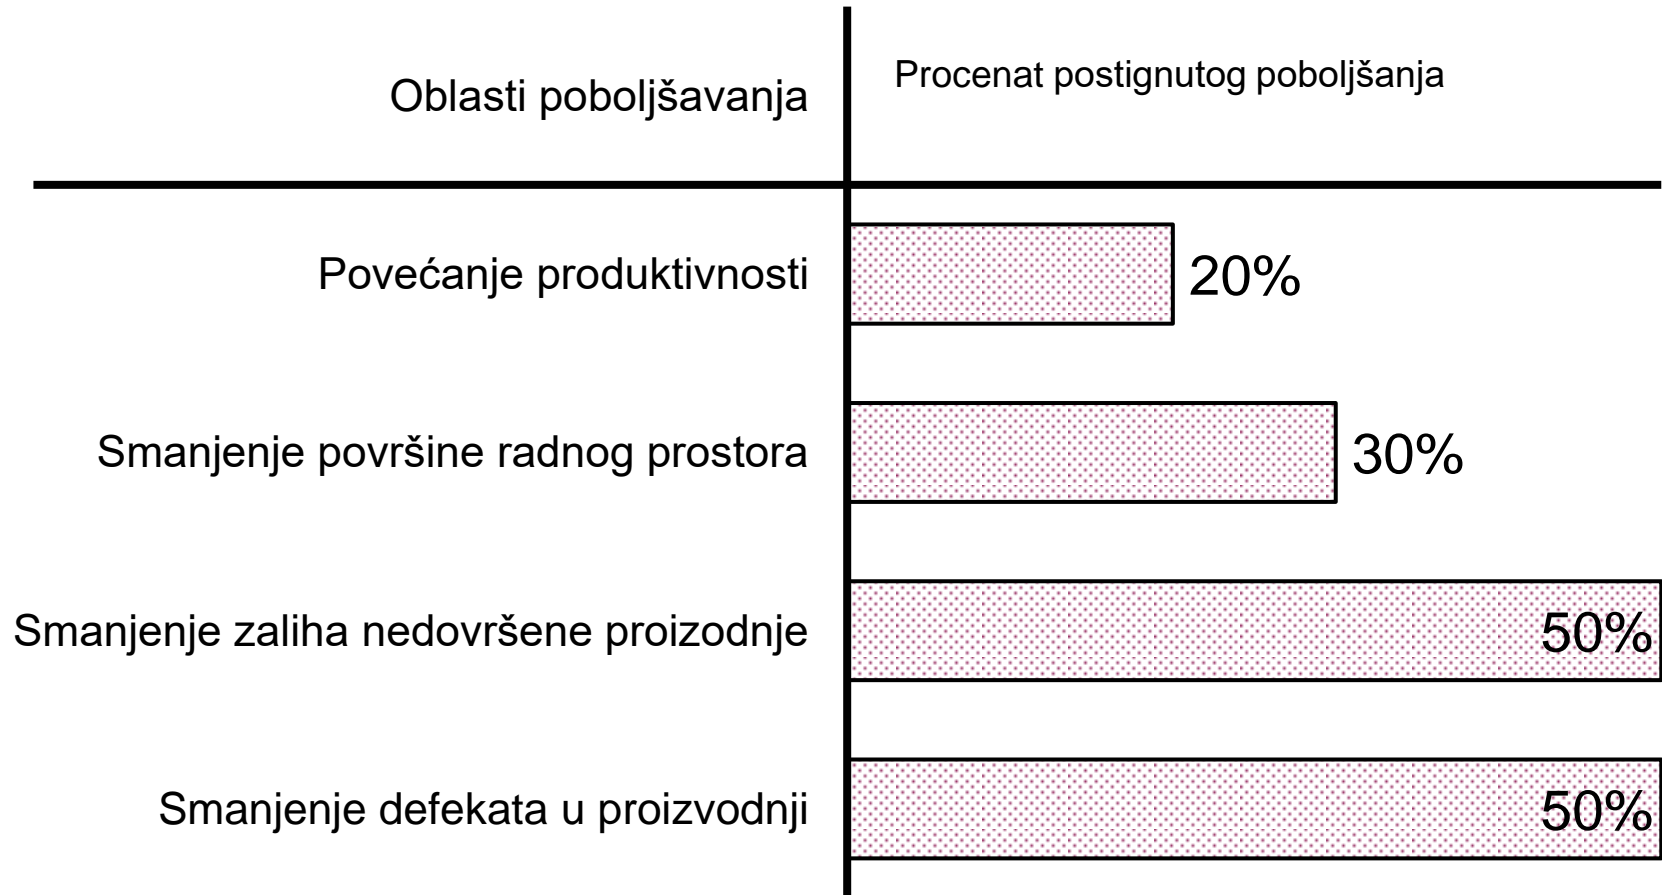 Oblasti poboljšavanja
Procenat postignutog poboljšanja
Povećanje produktivnosti
20%
Smanjenje površine radnog prostora
30%
Smanjenje zaliha nedovršene proizodnje
50%
Smanjenje defekata u proizvodnji
50%